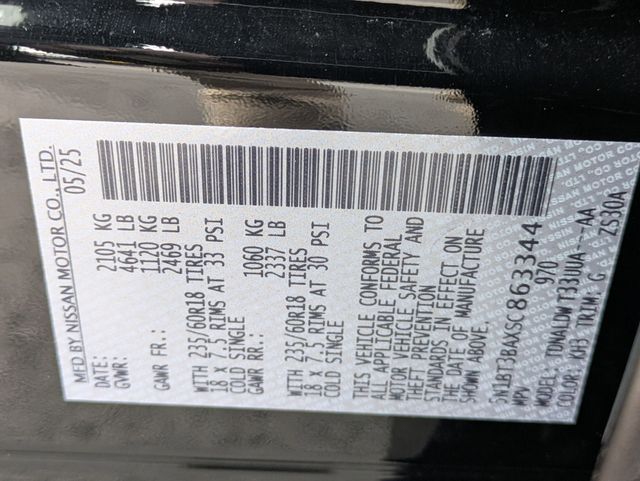 MFD BY NISSAN MOTOR CO., LTD.
DATE: 05/25
GVWR: 2105 KG
4641 LB
GAWR FR.: 1120 KG
2469 LB
WITH 235/60R18 TIRES
18 X 7.5 RIMS AT 33 PSI
COLD SINGLE
GAWR RR.: 1060 KG
2337 LB
WITH 235/60R18 TIRES
18 X 7.5 RIMS AT 30 PSI
COLD SINGLE
THIS VEHICLE CONFORMS TO
ALL APPLICABLE FEDERAL
MOTOR VEHICLE SAFETY AND
THEFT PREVENTION
STANDARDS IN EFFECT ON
THE DATE OF MANUFACTURE
SHOWN ABOVE.
5N1BT3BAXSC863344
MPV 970
MODEL: TDNALDWT33UUA---AA
COLOR: KH3 TRIM: G ZS30A